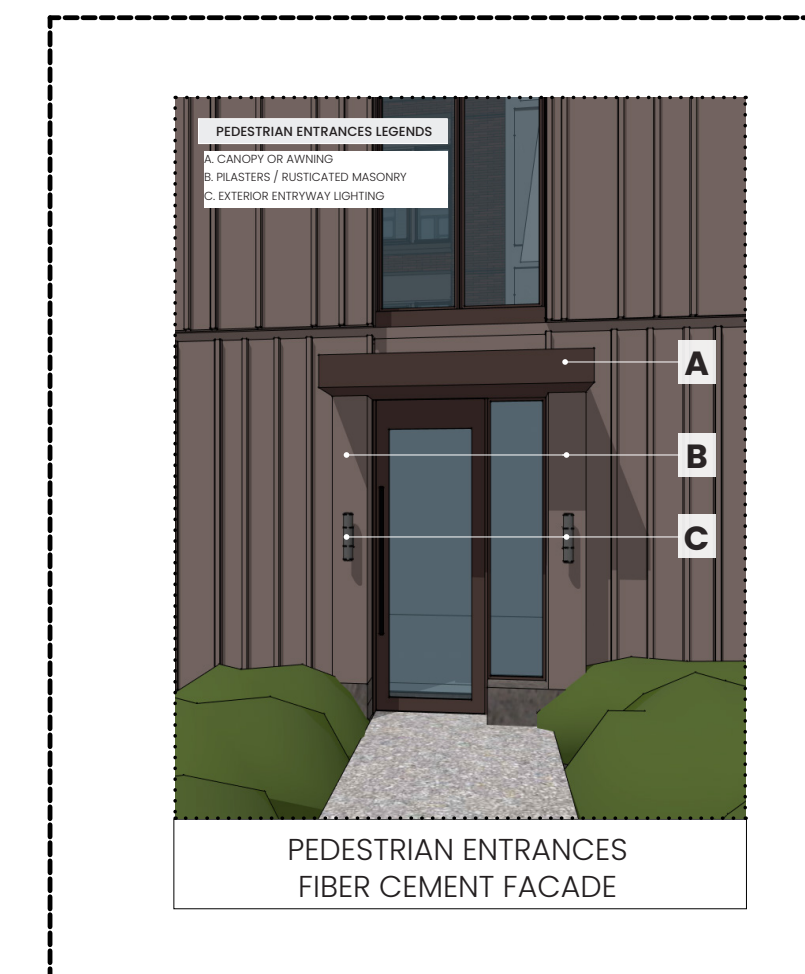 PEDESTRIAN ENTRANCES LEGENDS
A. CANOPY OR AWNING
B. PILASTERS / RUSTICATED MASONRY
C. EXTERIOR ENTRYWAY LIGHTING
A
B
C
PEDESTRIAN ENTRANCES
FIBER CEMENT FACADE